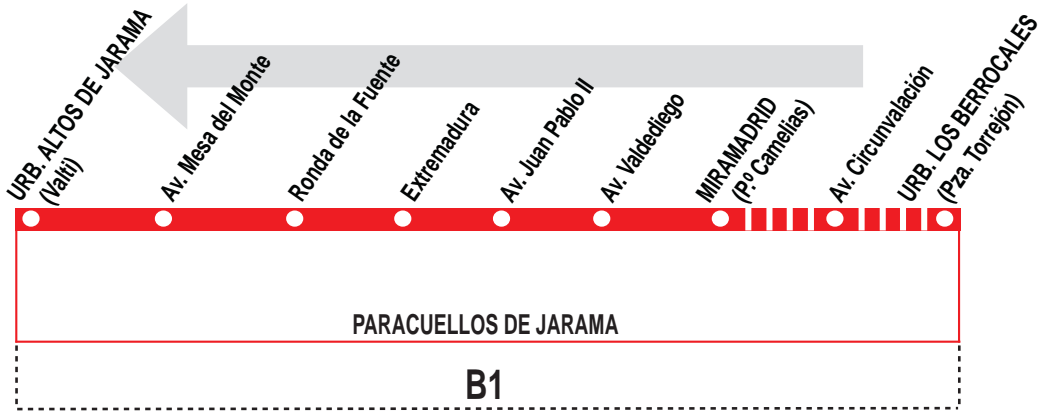 URB. ALTOS DE JARAMA
(Valti)
Av. Mesa del Monte
Ronda de la Fuente
Extremadura
Av. Juan Pablo II
Av. Valdediego
MIRAMADRID
(P.º Camelias)
Av. Circunvalación
URB. LOS BERROCALES
(Pza. Torrejón)
PARACUELLOS DE JARAMA
B1